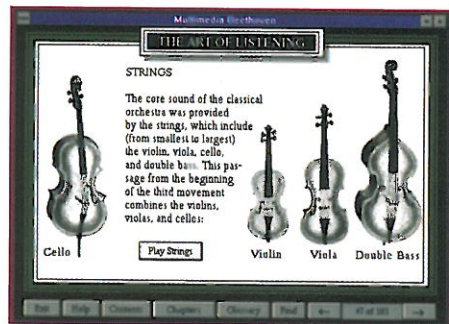 Multimedia Beethoven
THE ART OF LISTENING
STRINGS
The core sound of the classical
orchestra was provided
by the strings, which include
(from smallest to largest)
the violin, viola, cello,
and double bass. This pas-
sage from the beginning
of the third movement
combines the violins,
violas, and cellos:
Play Strings
Cello
Violin
Viola
Double Bass
Exit
Help
Contents
Chapters
Glossary
Find